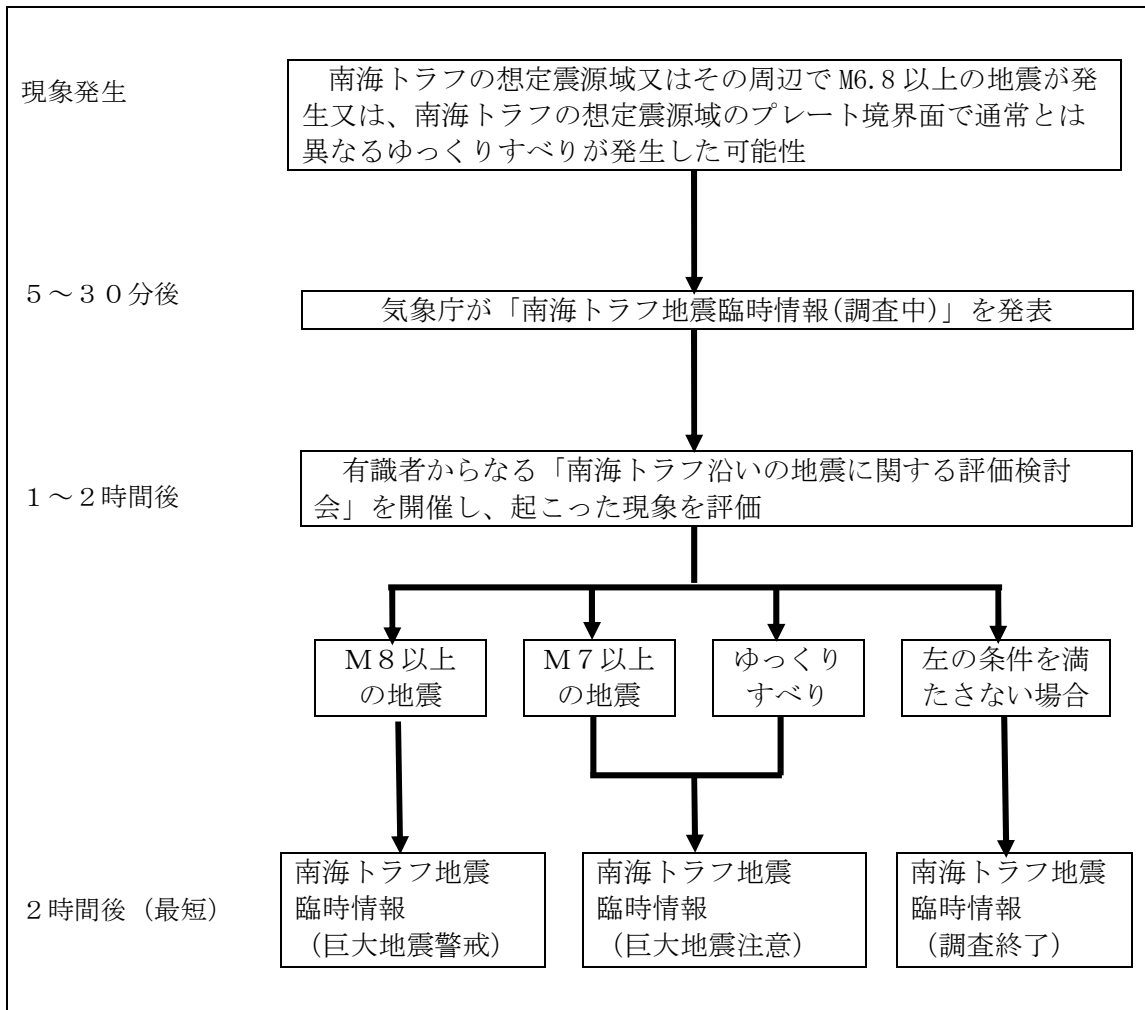 現象発生
南海トラフの想定震源域又はその周辺で M6.8 以上の地震が発
生又は、南海トラフの想定震源域のプレート境界面で通常とは
異なるゆっくりすべりが発生した可能性
5～30分後
気象庁が「南海トラフ地震臨時情報(調査中)」を発表
1～2時間後
有識者からなる「南海トラフ沿いの地震に関する評価検討
会」を開催し、起こった現象を評価
M8以上
の地震
M7以上
の地震
ゆっくり
すべり
左の条件を満
たさない場合
2時間後（最短）
南海トラフ地震
臨時情報
（巨大地震警戒）
南海トラフ地震
臨時情報
（巨大地震注意）
南海トラフ地震
臨時情報
（調査終了）